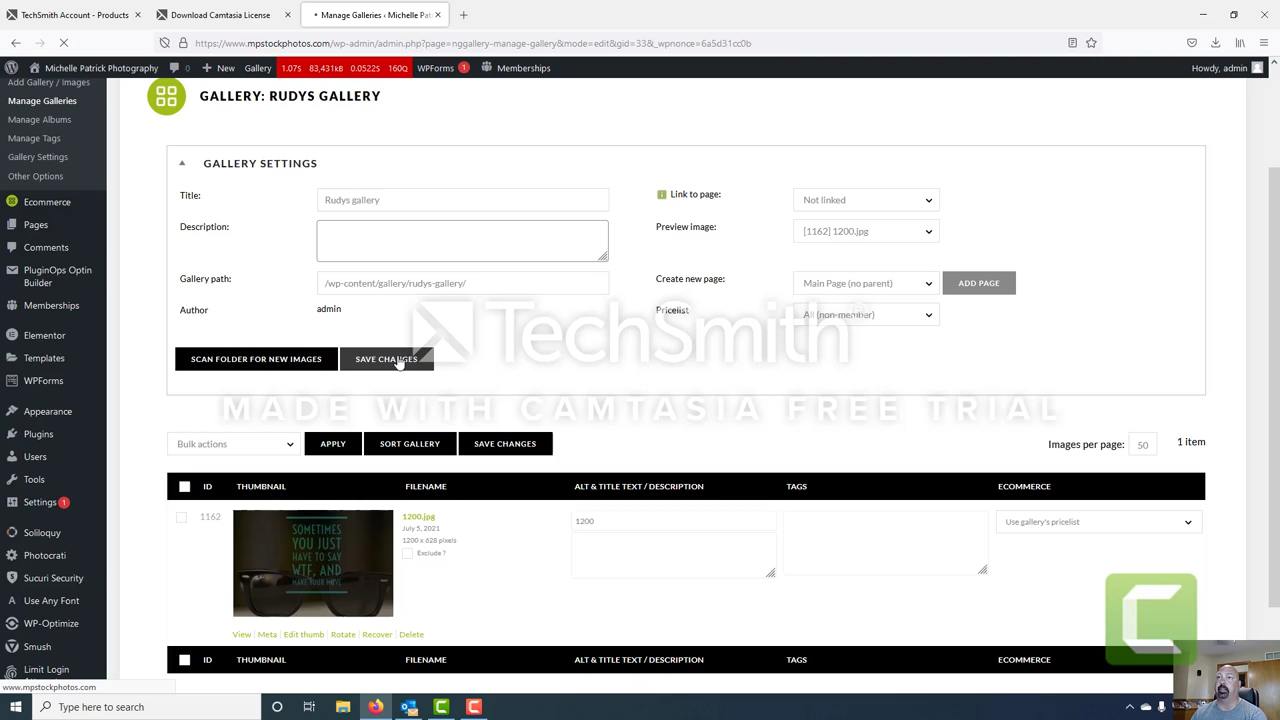 TechSmith Account - Products
Download Camtasia License
Manage Galleries ‹ Michelle Pat
https://www.mpstockphotos.com/wp-admin/admin.php?page=nggallery-manage-gallery&mode=edit&gid=33&_wpnonce=6a5d31cc0b
Michelle Patrick Photography
0
New
Gallery
1.07S
83,431kB
0.0522S
160Q
WPForms 1
Memberships
Howdy, admin
Add Gallery / Images
Manage Galleries
Manage Albums
Manage Tags
Gallery Settings
Other Options
Ecommerce
Pages
Comments
PluginOps Optin
Builder
Memberships
Elementor
Templates
WPForms
Appearance
Plugins
Users
Tools
Settings 1
Soliloquy
Photocrati
Sucuri Security
Use Any Font
WP-Optimize
Smush
Limit Login
GALLERY: RUDYS GALLERY
GALLERY SETTINGS
Title:
Rudys gallery
Link to page:
Not linked
Description:
Preview image:
[1162] 1200.jpg
Gallery path:
/wp-content/gallery/rudys-gallery/
Create new page:
Main Page (no parent)
ADD PAGE
Author
admin
Pricelist
All (non-member)
TechSmith
SCAN FOLDER FOR NEW IMAGES
SAVE CHANGES
MADE WITH CAMTASIA FREE TRIAL
Bulk actions
APPLY
SORT GALLERY
SAVE CHANGES
Images per page:
50
1 item
ID
THUMBNAIL
FILENAME
ALT & TITLE TEXT / DESCRIPTION
TAGS
ECOMMERCE
1162
SOMETIMES
YOU JUST
HAVE TO SAY
WTF, AND
MAKE YOUR MOVE
1200.jpg
July 5, 2021
1200 x 628 pixels
Exclude ?
1200
Use gallery's pricelist
View | Meta | Edit thumb | Rotate | Recover | Delete
ID
THUMBNAIL
FILENAME
ALT & TITLE TEXT / DESCRIPTION
TAGS
ECOMMERCE
www.mpstockphotos.com
Type here to search